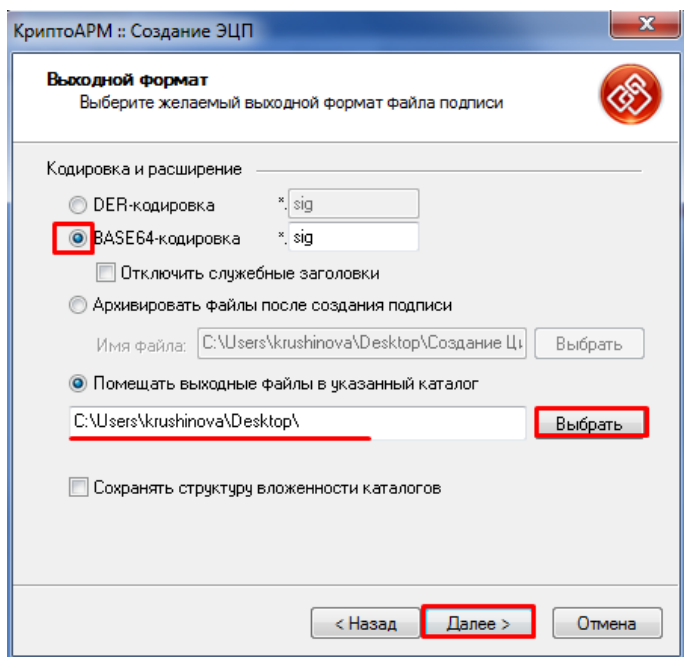 КриптоАРМ :: Создание ЭЦП
Выходной формат
Выберите желаемый выходной формат файла подписи
Кодировка и расширение
DER-кодировка *. sig
BASE64-кодировка *. sig
Отключить служебные заголовки
Архивировать файлы после создания подписи
Имя файла: C:\Users\krushinova\Desktop\Создание Ци Выбрать
Помещать выходные файлы в указанный каталог
C:\Users\krushinova\Desktop\ Выбрать
Сохранять структуру вложенности каталогов
< Назад Далее > Отмена